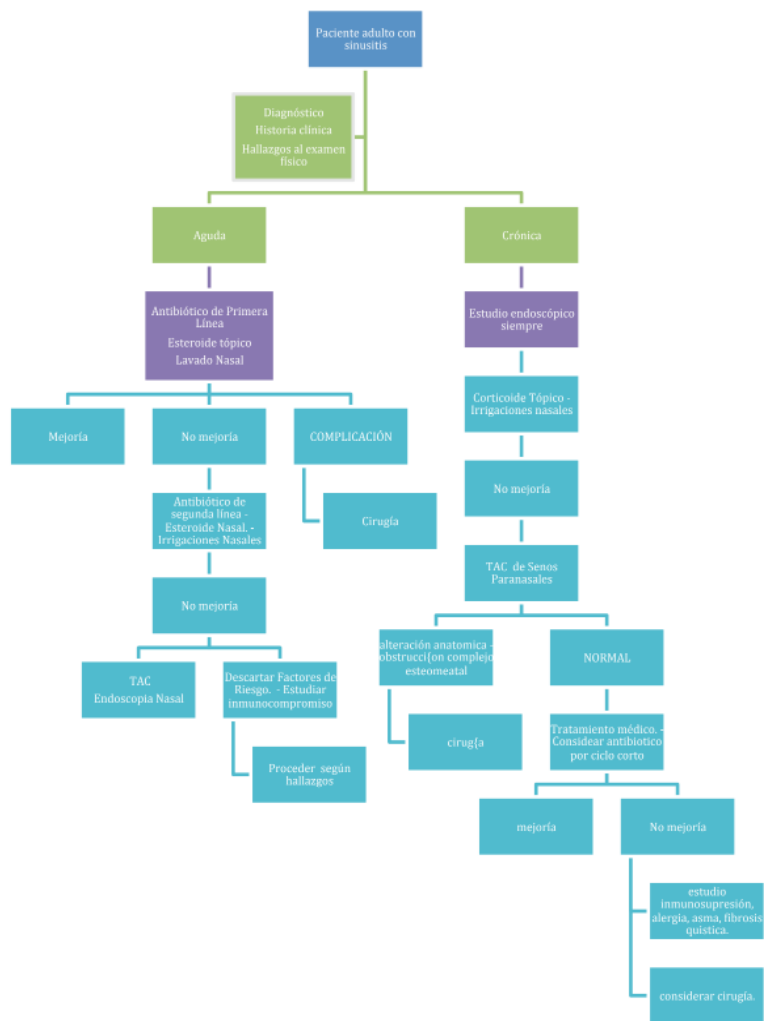 Paciente adulto con
sinusitis
Diagnóstico
Historia clínica
Hallazgos al examen
físico
Aguda
Crónica
Antibiótico de Primera
Línea
Esteroide tópico
Lavado Nasal
Estudio endoscópico
siempre
Corticoide Tópico -
Irrigaciones nasales
Mejoría
No mejoría
COMPLICACIÓN
No mejoría
Antibiótico de
segunda línea -
Esteroide Nasal. -
Irrigaciones Nasales
Cirugía
TAC de Senos
Paranasales
No mejoría
alteración anatomica -
obstrucci{on complejo
esteomeatal
NORMAL
TAC
Endoscopia Nasal
Descartar Factores de
Riesgo. - Estudiar
inmunocompromiso
cirug{a
Tratamiento médico. -
Considear antibiotico
por ciclo corto
Proceder según
hallazgos
mejoría
No mejoría
estudio
inmunosupresión,
alergia, asma, fibrosis
quistica.
considerar cirugía.